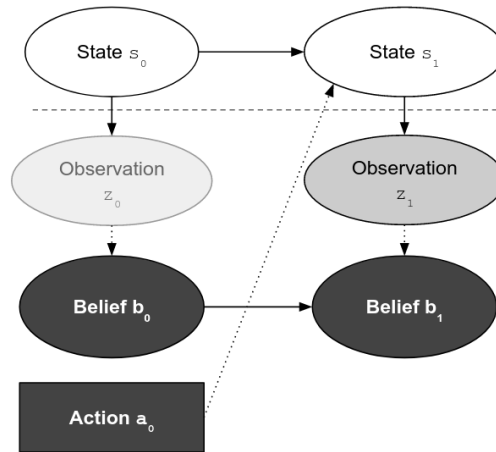 State s₀
State s₁
Observation
z₀
Observation
z₁
Belief b₀
Belief b₁
Action a₀